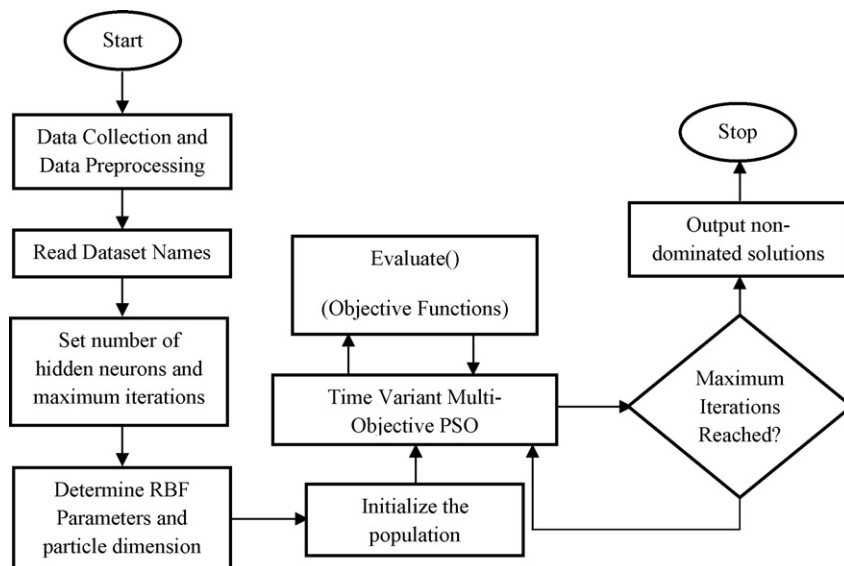 Start
Data Collection and
Data Preprocessing
Read Dataset Names
Set number of
hidden neurons and
maximum iterations
Determine RBF
Parameters and
particle dimension
Initialize the
population
Time Variant Multi-
Objective PSO
Evaluate()
(Objective Functions)
Maximum
Iterations
Reached?
Output non-
dominated solutions
Stop